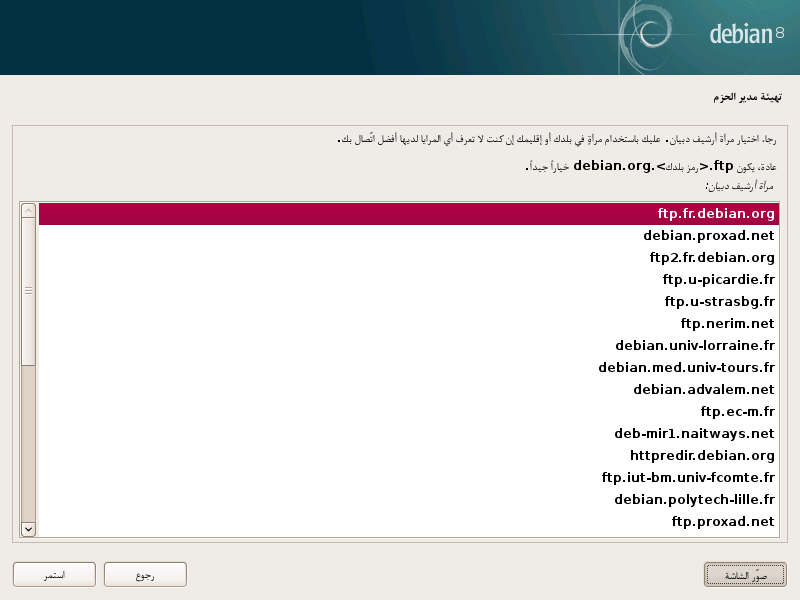 debian 8
تهيئة مدير الحزم
رجاء اختيار مرآة أرشيف دبيان. عليك باستخدام مرآةٍ في بلدك أو إقليمك إن كنت لا تعرف أي المرايا لديها أفضل اتّصال بك.
عادة، يكون ftp.<رمز بلدك>.debian.org خياراً جيداً.
مرآة أرشيف دبيان:
ftp.fr.debian.org
debian.proxad.net
ftp2.fr.debian.org
ftp.u-picardie.fr
ftp.u-strasbg.fr
ftp.nerim.net
debian.univ-lorraine.fr
debian.med.univ-tours.fr
debian.advalem.net
ftp.ec-m.fr
deb-mir1.naitways.net
httpredir.debian.org
ftp.iut-bm.univ-fcomte.fr
debian.polytech-lille.fr
ftp.proxad.net
صوّر الشاشة
رجوع
استمر